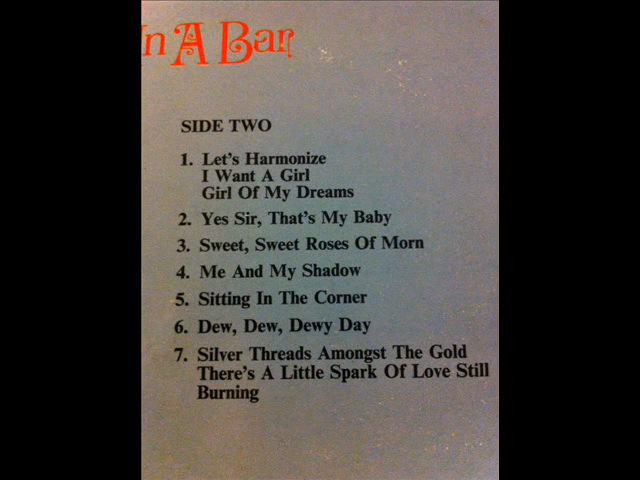 In A Bar
SIDE TWO
1. Let's Harmonize
I Want A Girl
Girl Of My Dreams
2. Yes Sir, That's My Baby
3. Sweet, Sweet Roses Of Morn
4. Me And My Shadow
5. Sitting In The Corner
6. Dew, Dew, Dewy Day
7. Silver Threads Amongst The Gold
There's A Little Spark Of Love Still
Burning